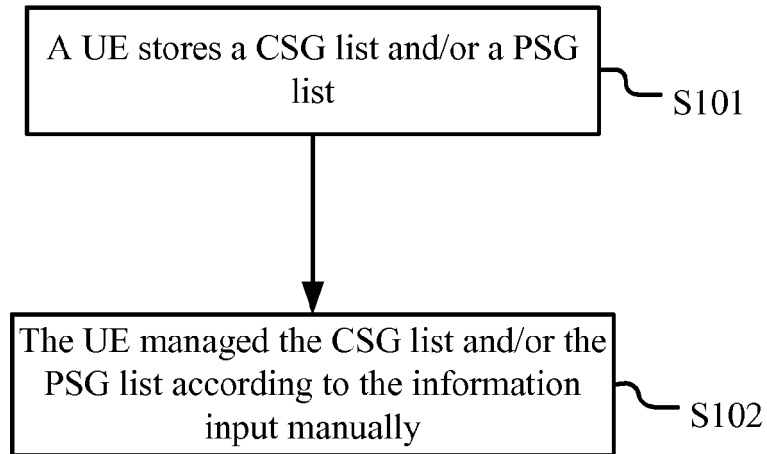 A UE stores a CSG list and/or a PSG
list
S101
The UE managed the CSG list and/or the
PSG list according to the information
input manually
S102